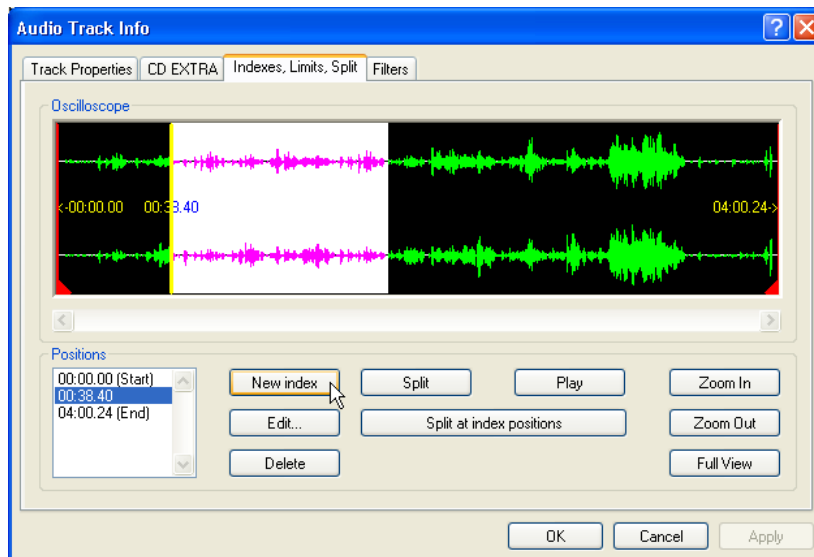 Audio Track Info
Track Properties CD EXTRA Indexes, Limits, Split Filters
Oscilloscope
<-00:00.00 00:38.40 04:00.24->
Positions
00:00.00 (Start)
00:38.40
04:00.24 (End)
New index Split Play Zoom In
Edit... Split at index positions Zoom Out
Delete Full View
OK Cancel Apply